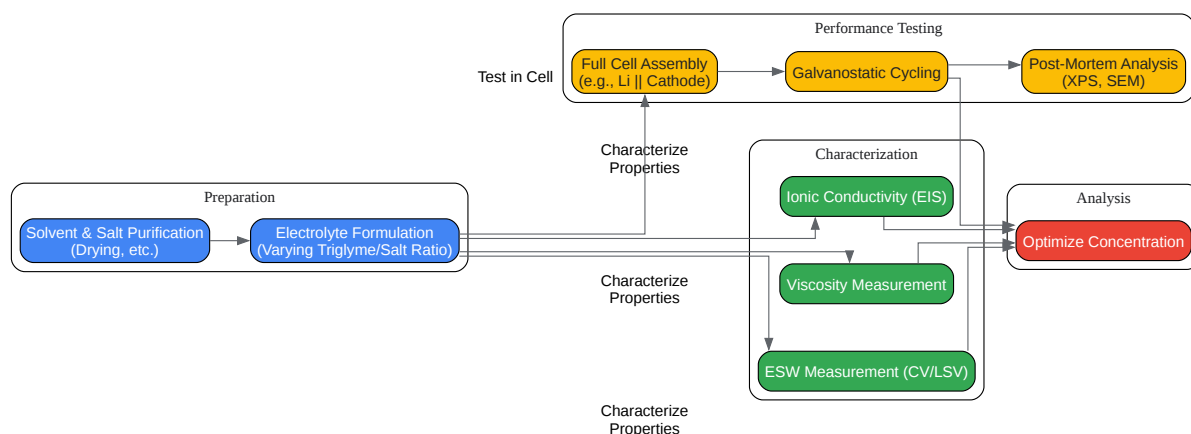 Performance Testing
Test in Cell
Full Cell Assembly
(e.g., Li || Cathode)
Galvanostatic Cycling
Post-Mortem Analysis
(XPS, SEM)
Characterize
Properties
Characterization
Ionic Conductivity (EIS)
Viscosity Measurement
ESW Measurement (CV/LSV)
Preparation
Solvent & Salt Purification
(Drying, etc.)
Electrolyte Formulation
(Varying Triglyme/Salt Ratio)
Analysis
Optimize Concentration
Characterize
Properties
Characterize
Properties